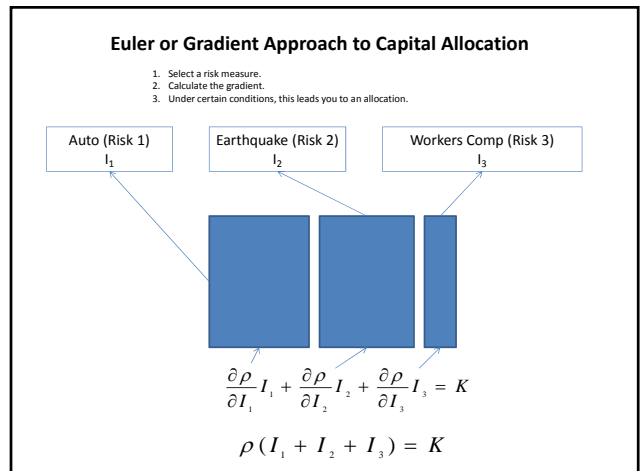 Euler or Gradient Approach to Capital Allocation
1. Select a risk measure.
2. Calculate the gradient.
3. Under certain conditions, this leads you to an allocation.
Auto (Risk 1)
I₁
Earthquake (Risk 2)
I₂
Workers Comp (Risk 3)
I₃
∂ρ/∂I₁ I₁ + ∂ρ/∂I₂ I₂ + ∂ρ/∂I₃ I₃ = K
ρ(I₁ + I₂ + I₃) = K